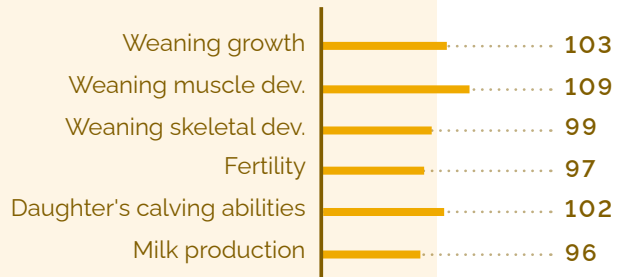 Weaning growth 103
Weaning muscle dev. 109
Weaning skeletal dev. 99
Fertility 97
Daughter's calving abilities 102
Milk production 96